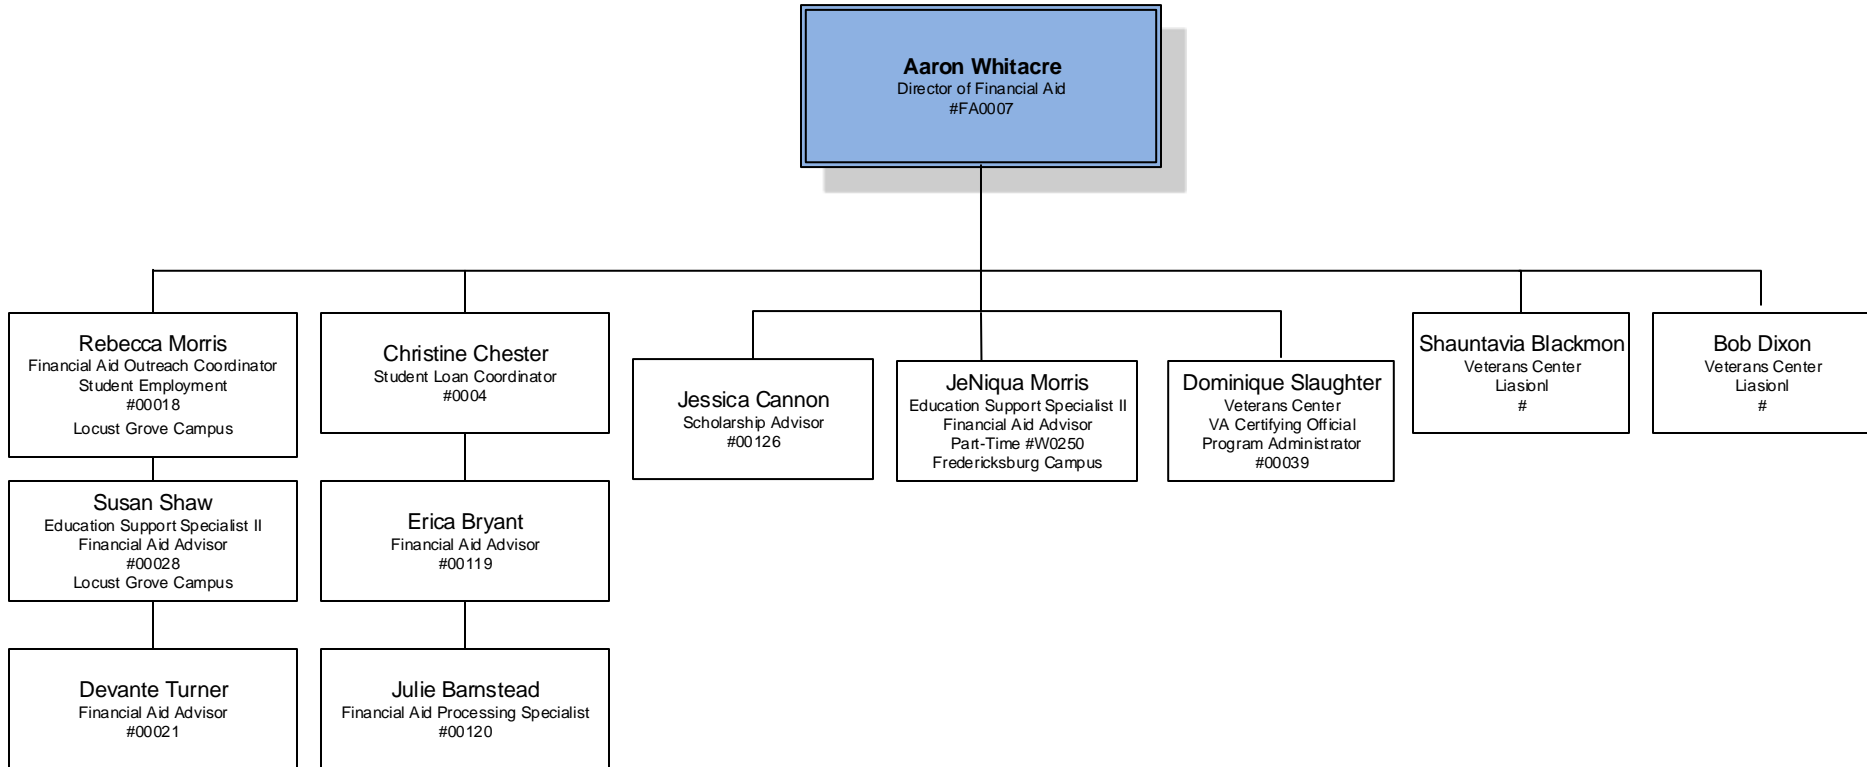 Aaron Whitacre
Director of Financial Aid
#FA0007
Rebecca Morris
Financial Aid Outreach Coordinator
Student Employment
#00018
Locust Grove Campus
Christine Chester
Student Loan Coordinator
#0004
Jessica Cannon
Scholarship Advisor
#00126
JeNiqua Morris
Education Support Specialist II
Financial Aid Advisor
Part-Time #W0250
Fredericksburg Campus
Dominique Slaughter
Veterans Center
VA Certifying Official
Program Administrator
#00039
Shauntavia Blackmon
Veterans Center
Liasionl
#
Bob Dixon
Veterans Center
Liasionl
#
Susan Shaw
Education Support Specialist II
Financial Aid Advisor
#00028
Locust Grove Campus
Erica Bryant
Financial Aid Advisor
#00119
Devante Turner
Financial Aid Advisor
#00021
Julie Barnstead
Financial Aid Processing Specialist
#00120